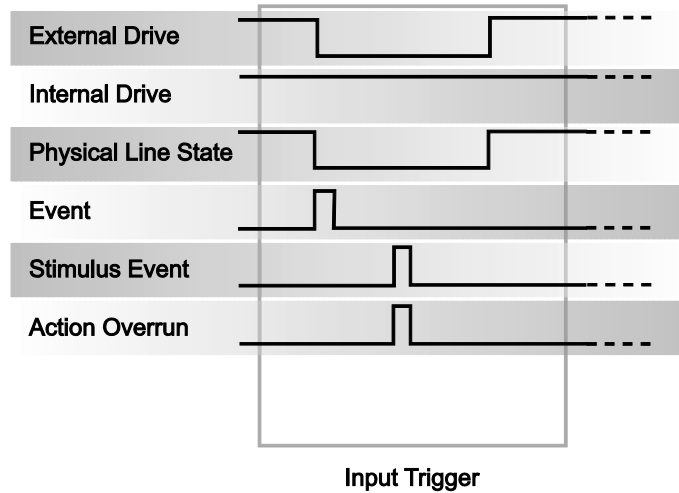 External Drive
Internal Drive
Physical Line State
Event
Stimulus Event
Action Overrun
Input Trigger